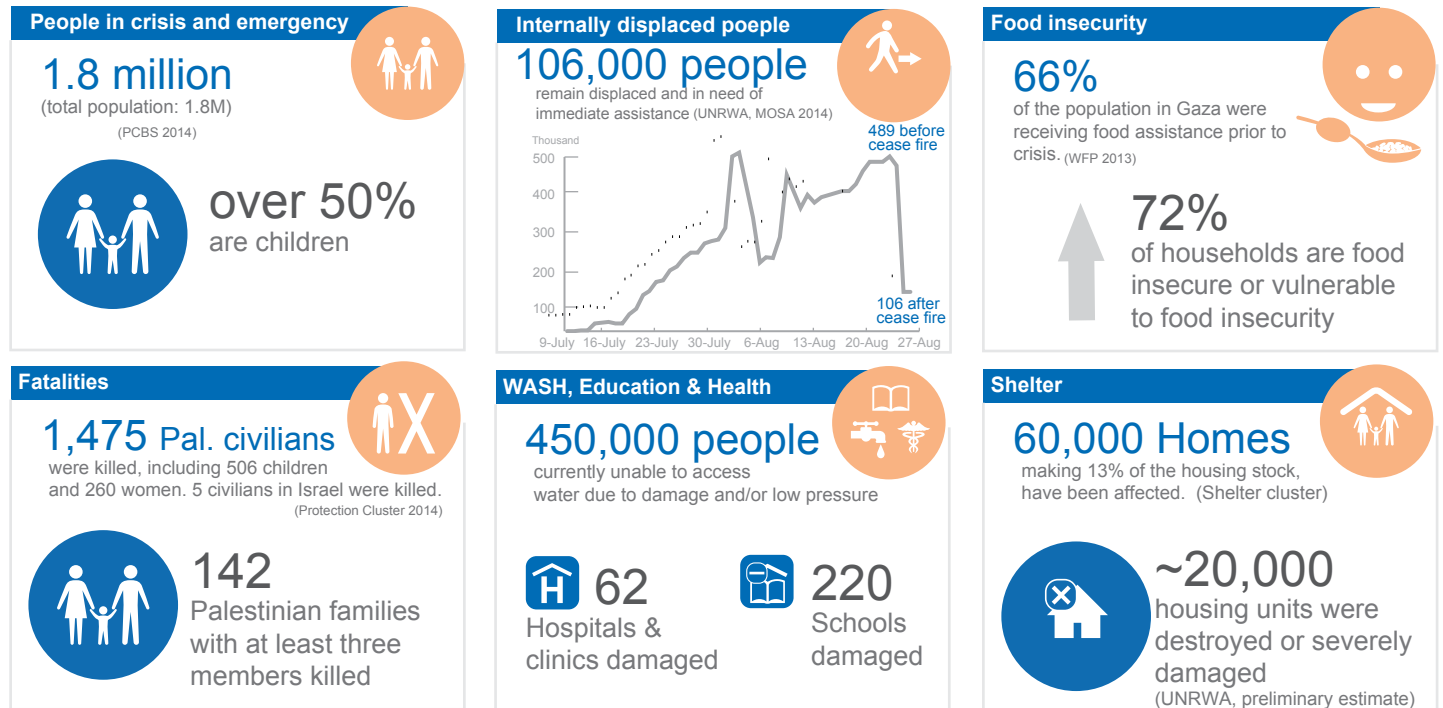 People in crisis and emergency
1.8 million
(total population: 1.8M)
(PCBS 2014)
over 50%
are children
Internally displaced poeple
106,000 people
remain displaced and in need of
immediate assistance (UNRWA, MOSA 2014)
Thousand
489 before
cease fire
500
400
300
200
100
106 after
cease fire
9-July 16-July 23-July 30-July 6-Aug 13-Aug 20-Aug 27-Aug
Food insecurity
66%
of the population in Gaza were
receiving food assistance prior to
crisis. (WFP 2013)
72%
of households are food
insecure or vulnerable
to food insecurity
Fatalities
1,475 Pal. civilians
were killed, including 506 children
and 260 women. 5 civilians in Israel were killed.
(Protection Cluster 2014)
142
Palestinian families
with at least three
members killed
WASH, Education & Health
450,000 people
currently unable to access
water due to damage and/or low pressure
H
62
Hospitals &
clinics damaged
220
Schools
damaged
Shelter
60,000 Homes
making 13% of the housing stock,
have been affected. (Shelter cluster)
~20,000
housing units were
destroyed or severely
damaged
(UNRWA, preliminary estimate)